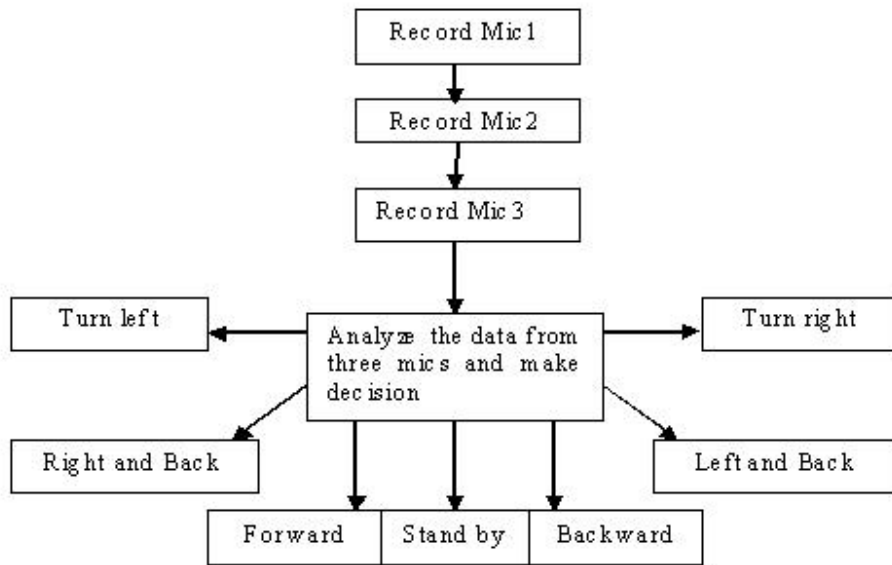 Record Mic1
Record Mic2
Record Mic3
Turn left
Analyze the data from
three mics and make
decision
Turn right
Right and Back
Left and Back
Forward
Stand by
Backward